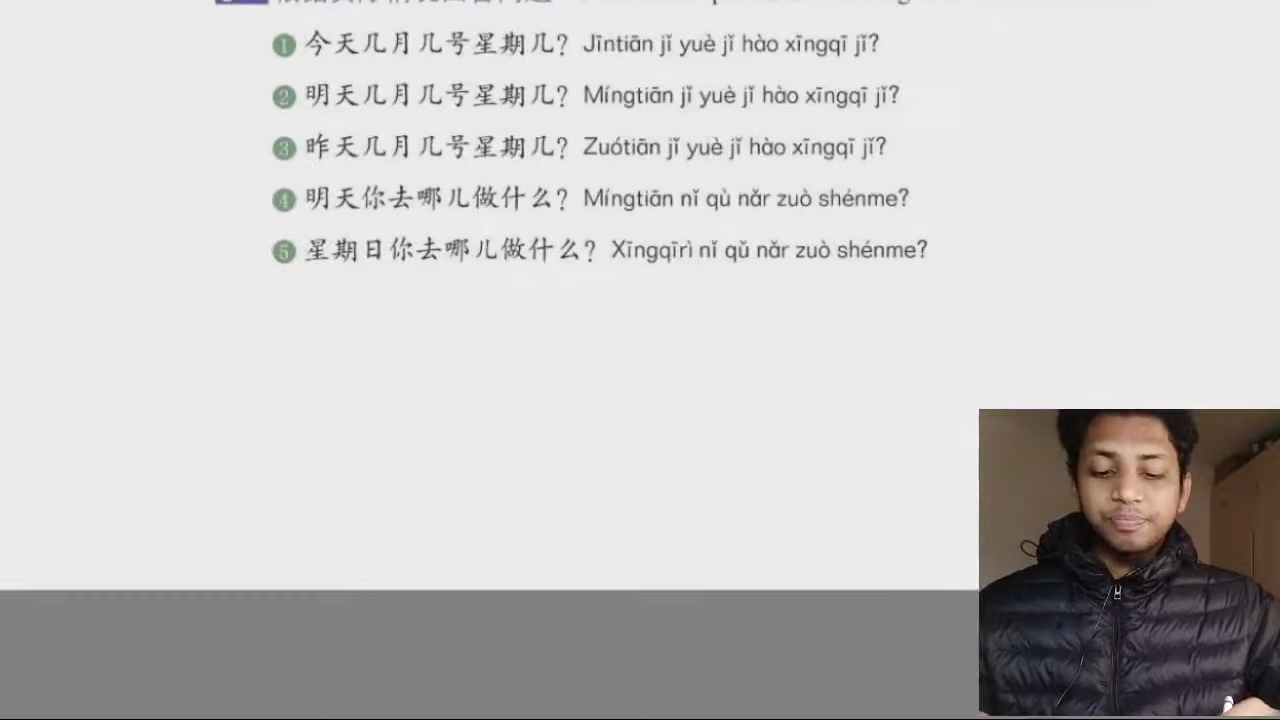 今天几月几号星期几？ Jīntiān jǐ yuè jǐ hào xīngqī jǐ?
明天几月几号星期几？ Míngtiān jǐ yuè jǐ hào xīngqī jǐ?
昨天几月几号星期几？ Zuótiān jǐ yuè jǐ hào xīngqī jǐ?
明天你去哪儿做什么？ Míngtiān nǐ qù nǎr zuò shénme?
星期日你去哪儿做什么？ Xīngqīrì nǐ qǔ nǎr zuò shénme?